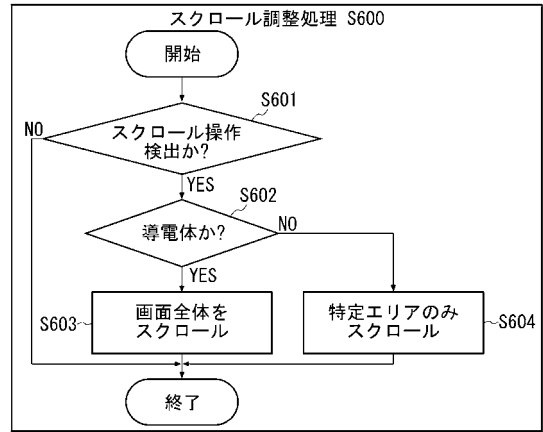 スクロール調整処理 S600
開始
S601
NO
スクロール操作
検出か?
YES
S602
導電体か?
NO
YES
S603
画面全体を
スクロール
特定エリアのみ
スクロール
S604
終了